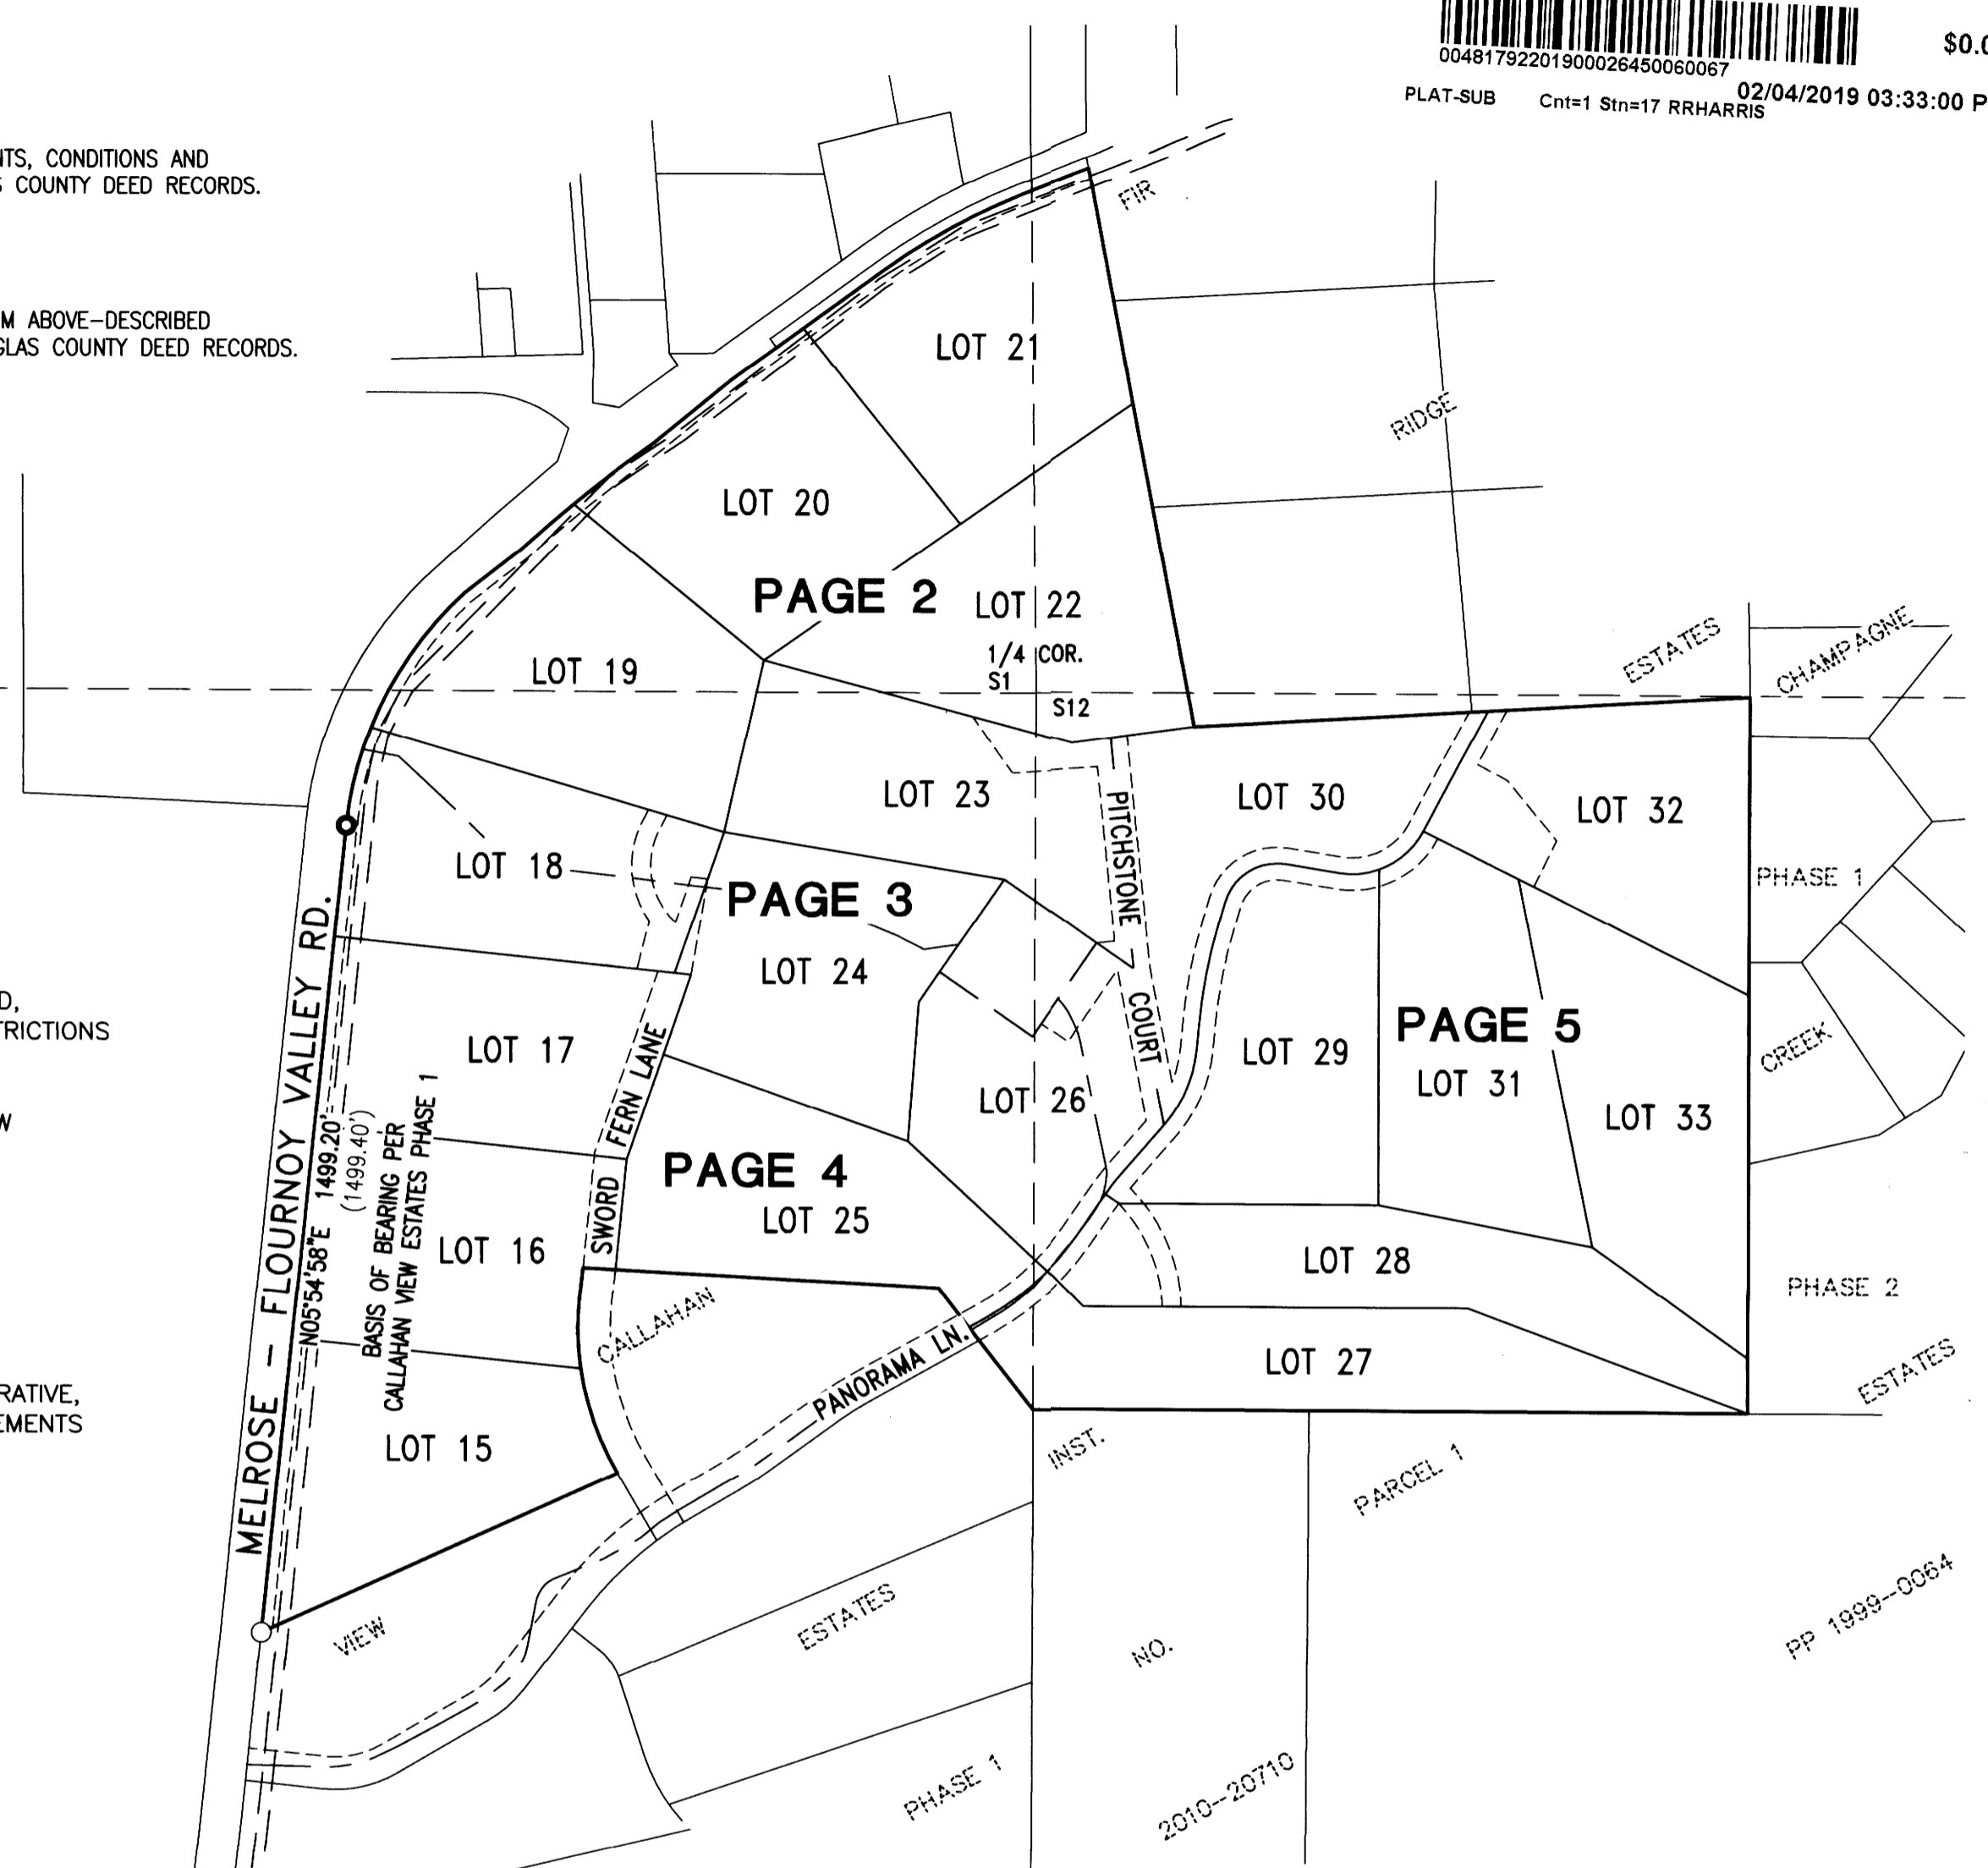 $0.0
00481792201900026450060067
02/04/2019 03:33:00 P
PLAT-SUB Cnt=1 Stn=17 RRHARRIS
TS, CONDITIONS AND
COUNTY DEED RECORDS.
M ABOVE-DESCRIBED
GLAS COUNTY DEED RECORDS.
FIR
RIDGE
ESTATES
CHAMPAGNE
PHASE 1
CREEK
PHASE 2
ESTATES
LOT 21
LOT 20
PAGE 2
LOT 22
1/4 COR.
S1
S12
LOT 19
LOT 23
LOT 30
LOT 32
PITCHSTONE COURT
LOT 18
PAGE 3
LOT 24
D,
TRICTIONS
LOT 17
SWORD FERN LANE
LOT 26
LOT 29
PAGE 5
LOT 31
LOT 33
W
MELROSE - FLOURNOY VALLEY RD.
N05°54'58"E 1499.20'
(1499.40')
BASIS OF BEARING PER
CALLAHAN VIEW ESTATES PHASE 1
PAGE 4
LOT 25
LOT 16
LOT 28
CALLAHAN
PANORAMA LN.
LOT 27
RATIVE,
EMENTS
LOT 15
INST.
PARCEL 1
VIEW
ESTATES
NO.
PP 1999-0064
PHASE 1
2010-20710